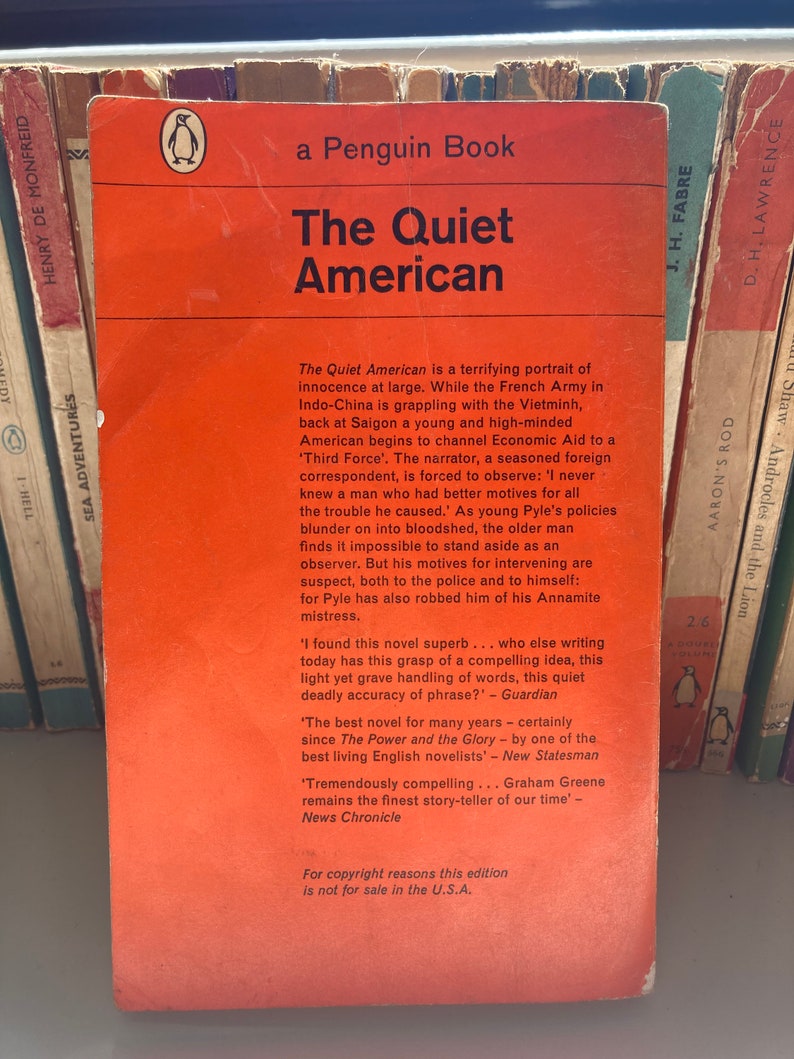 a Penguin Book
The Quiet
American
The Quiet American is a terrifying portrait of
innocence at large. While the French Army in
Indo-China is grappling with the Vietminh,
back at Saigon a young and high-minded
American begins to channel Economic Aid to a
‘Third Force’. The narrator, a seasoned foreign
correspondent, is forced to observe: ‘I never
knew a man who had better motives for all
the trouble he caused.’ As young Pyle’s policies
blunder on into bloodshed, the older man
finds it impossible to stand aside as an
observer. But his motives for intervening are
suspect, both to the police and to himself:
for Pyle has also robbed him of his Annamite
mistress.
‘I found this novel superb . . . who else writing
today has this grasp of a compelling idea, this
light yet grave handling of words, this quiet
deadly accuracy of phrase?’ – Guardian
‘The best novel for many years – certainly
since The Power and the Glory – by one of the
best living English novelists’ – New Statesman
‘Tremendously compelling . . . Graham Greene
remains the finest story-teller of our time’ –
News Chronicle
For copyright reasons this edition
is not for sale in the U.S.A.
I · HELL
L6
HENRY DE MONFREID
SEA ADVENTURES
J. H. FABRE
D. H. LAWRENCE
AARON'S ROD
2/6
A DOUBLE
VOLUME
Shaw · Androcles and the Lion
566
LION